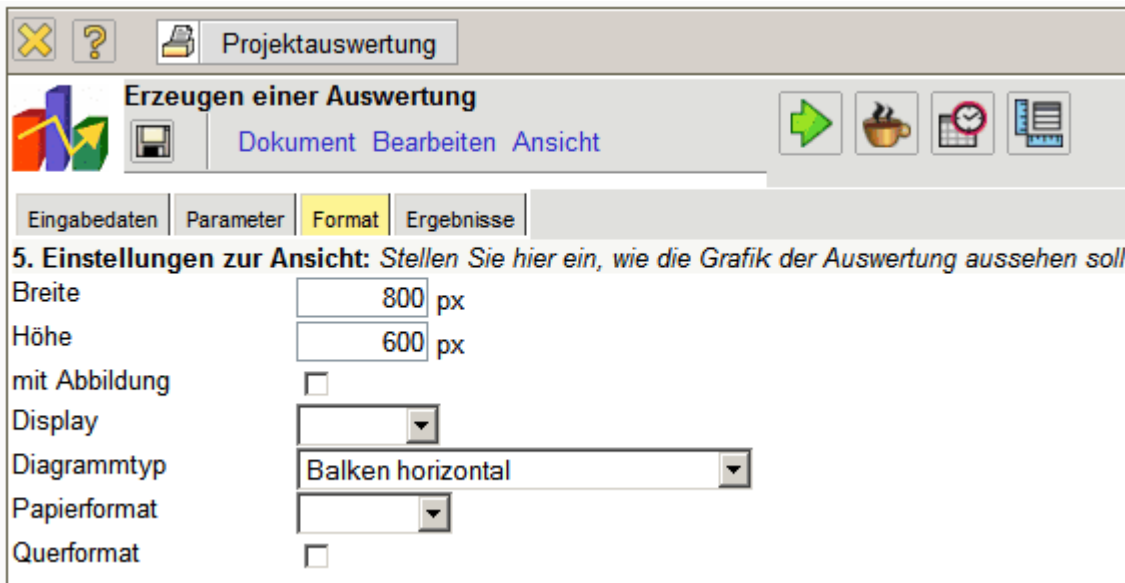 Projektauswertung
Erzeugen einer Auswertung
Dokument Bearbeiten Ansicht
Eingabedaten Parameter Format Ergebnisse
5. Einstellungen zur Ansicht: Stellen Sie hier ein, wie die Grafik der Auswertung aussehen soll
Breite 800 px
Höhe 600 px
mit Abbildung
Display
Diagrammtyp Balken horizontal
Papierformat
Querformat